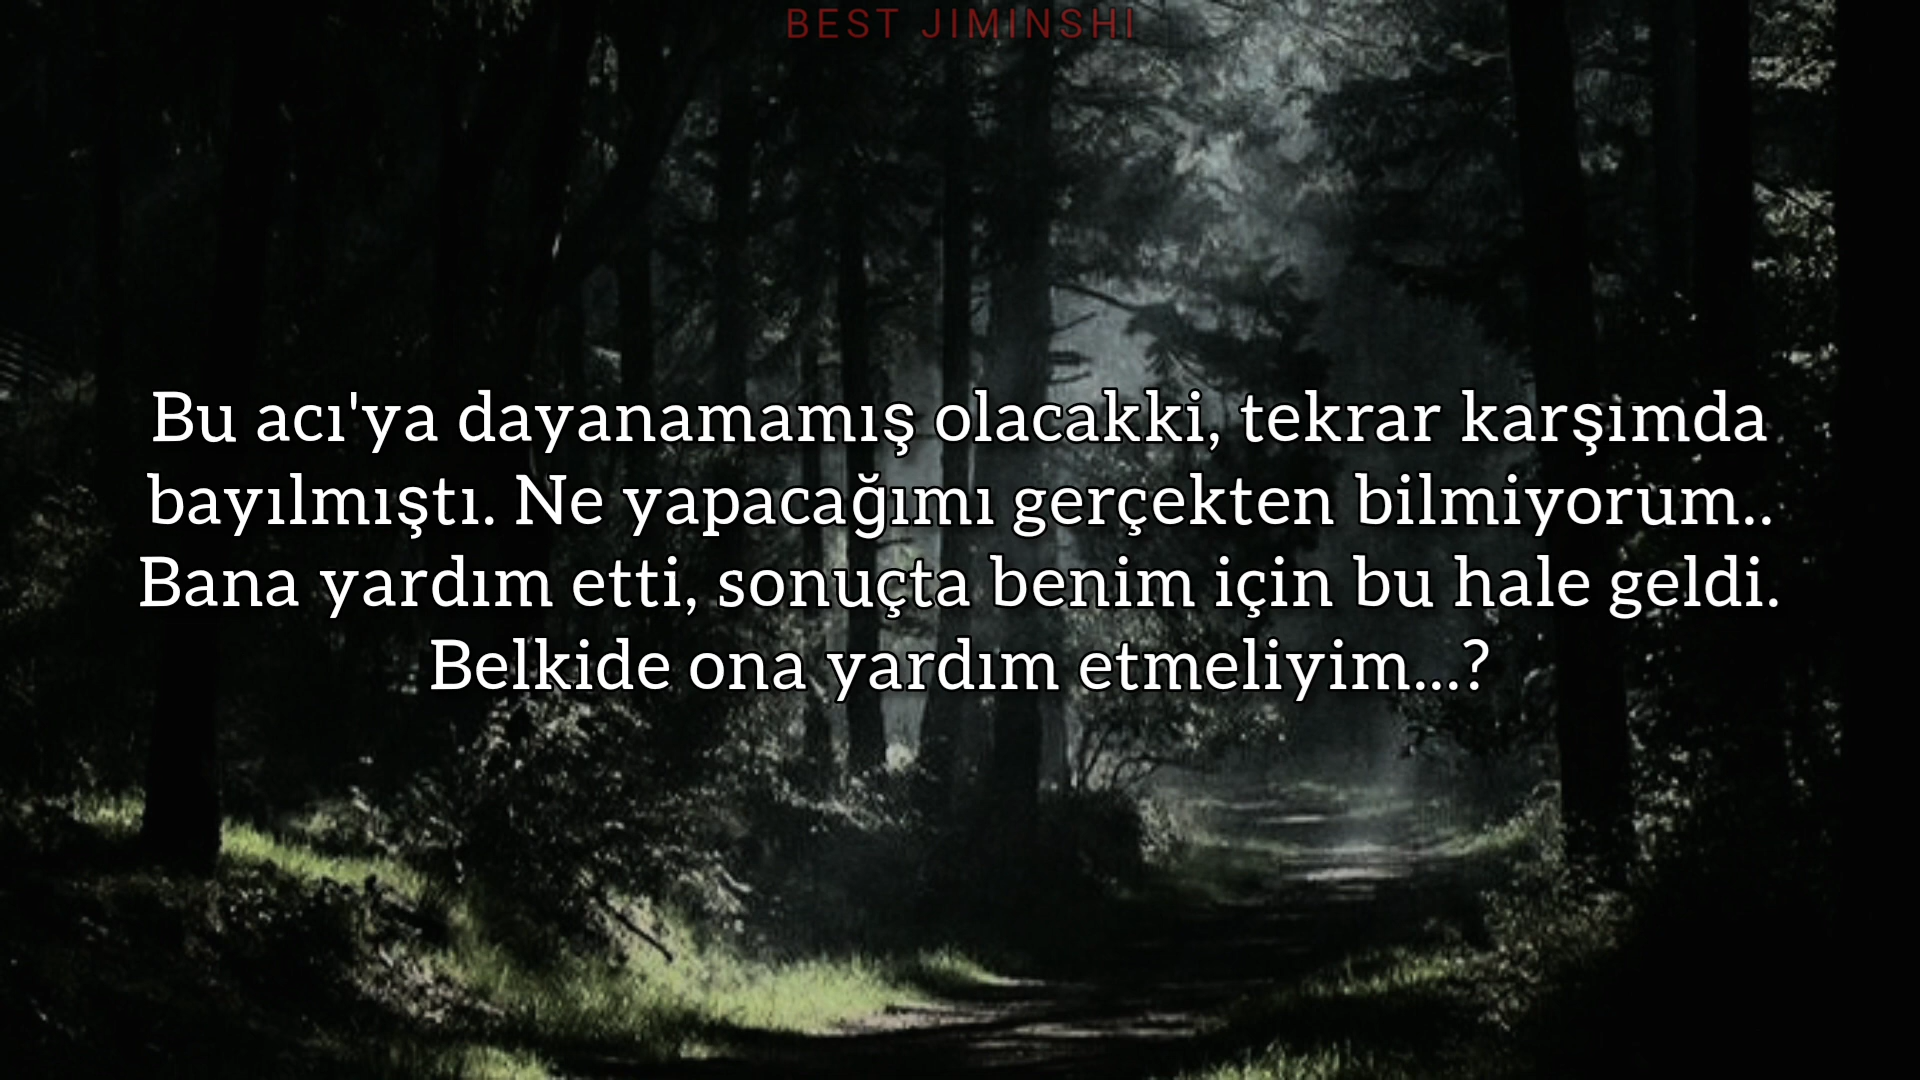 BEST JIMINSHI
Bu acı'ya dayanamamış olacakki, tekrar karşımda
bayılmıştı. Ne yapacağımı gerçekten bilmiyorum..
Bana yardım etti, sonuçta benim için bu hale geldi.
Belkide ona yardım etmeliyim...?